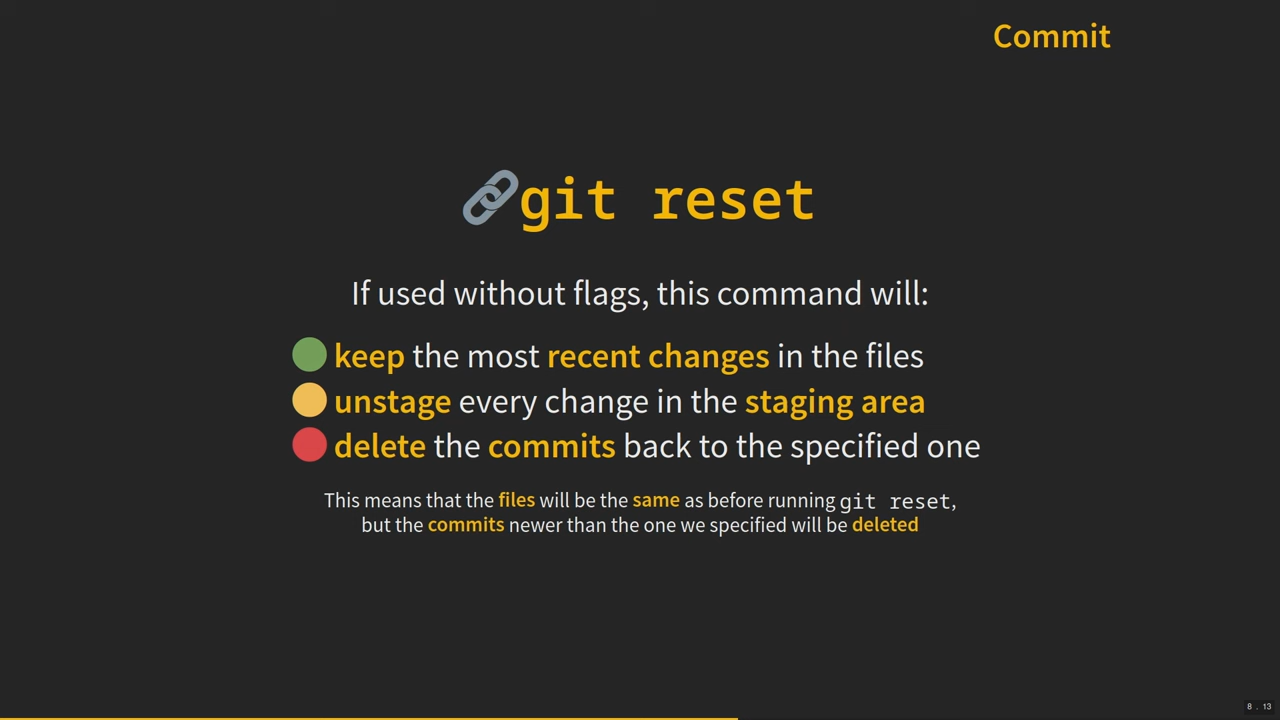 Commit
git reset
If used without flags, this command will:
keep the most recent changes in the files
unstage every change in the staging area
delete the commits back to the specified one
This means that the files will be the same as before running git reset,
but the commits newer than the one we specified will be deleted
8 . 13